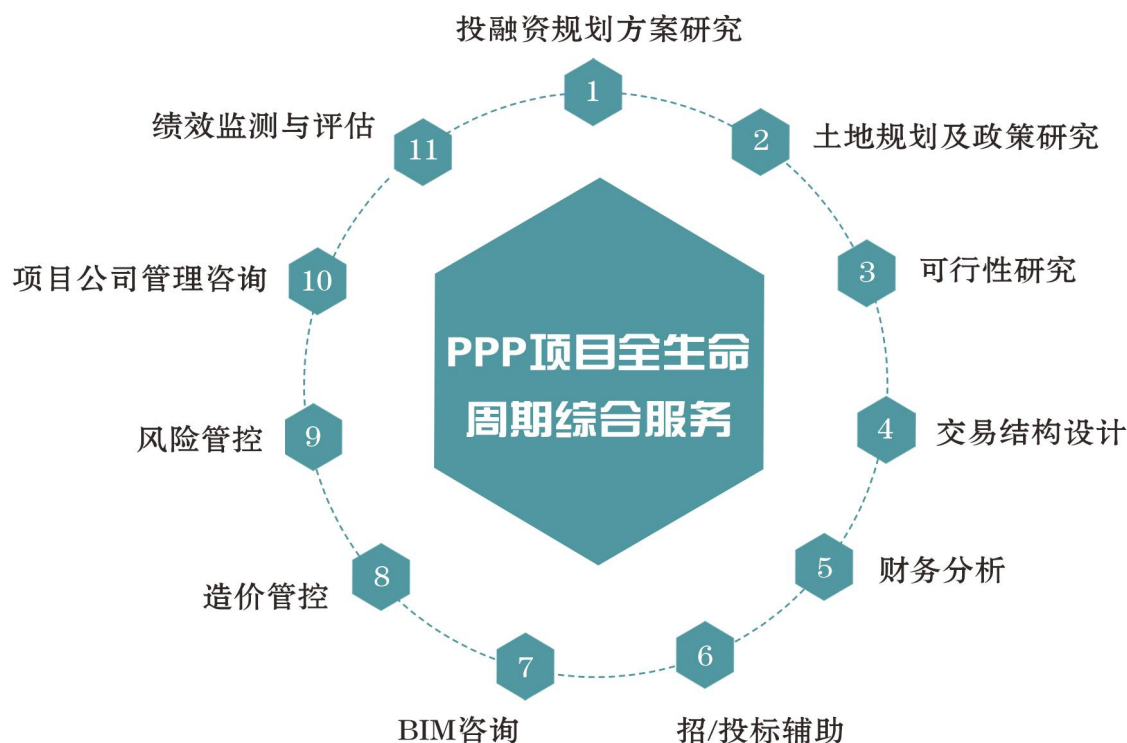 投融资规划方案研究
1
绩效监测与评估
11
2
土地规划及政策研究
项目公司管理咨询
10
3
可行性研究
PPP项目全生命
周期综合服务
风险管控
9
4
交易结构设计
造价管控
8
5
财务分析
7
6
BIM咨询
招/投标辅助